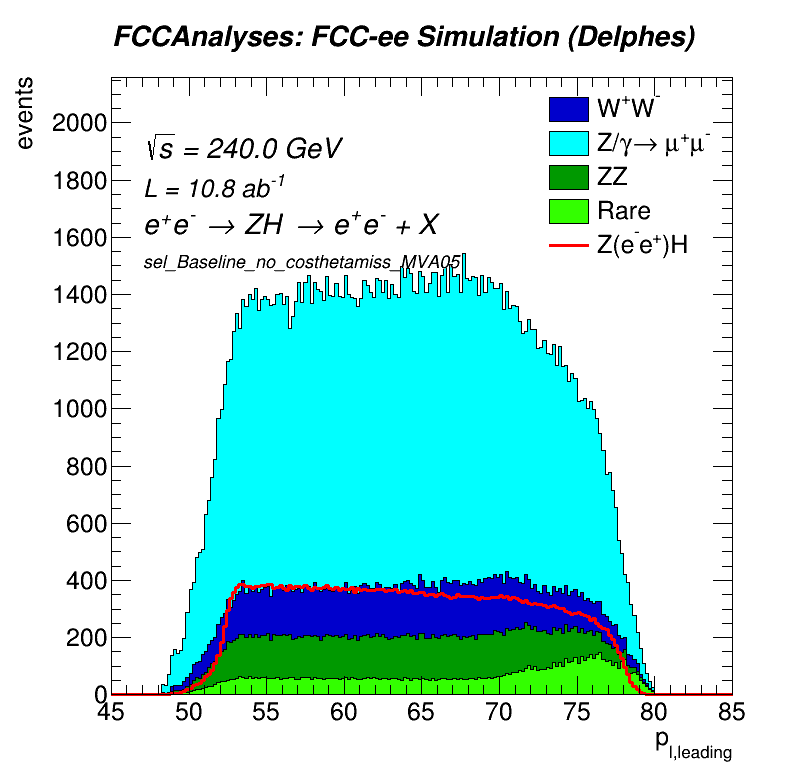 FCCAnalyses: FCC-ee Simulation (Delphes)
events
2000
1800
1600
1400
1200
1000
800
600
400
200
0
√s = 240.0 GeV
L = 10.8 ab⁻¹
e⁺e⁻ → ZH → e⁺e⁻ + X
sel_Baseline_no_costhetamiss_MVA05
W⁺W⁻
Z/γ→ μ⁺μ⁻
ZZ
Rare
Z(e⁻e⁺)H
45 50 55 60 65 70 75 80 85
p_l,leading